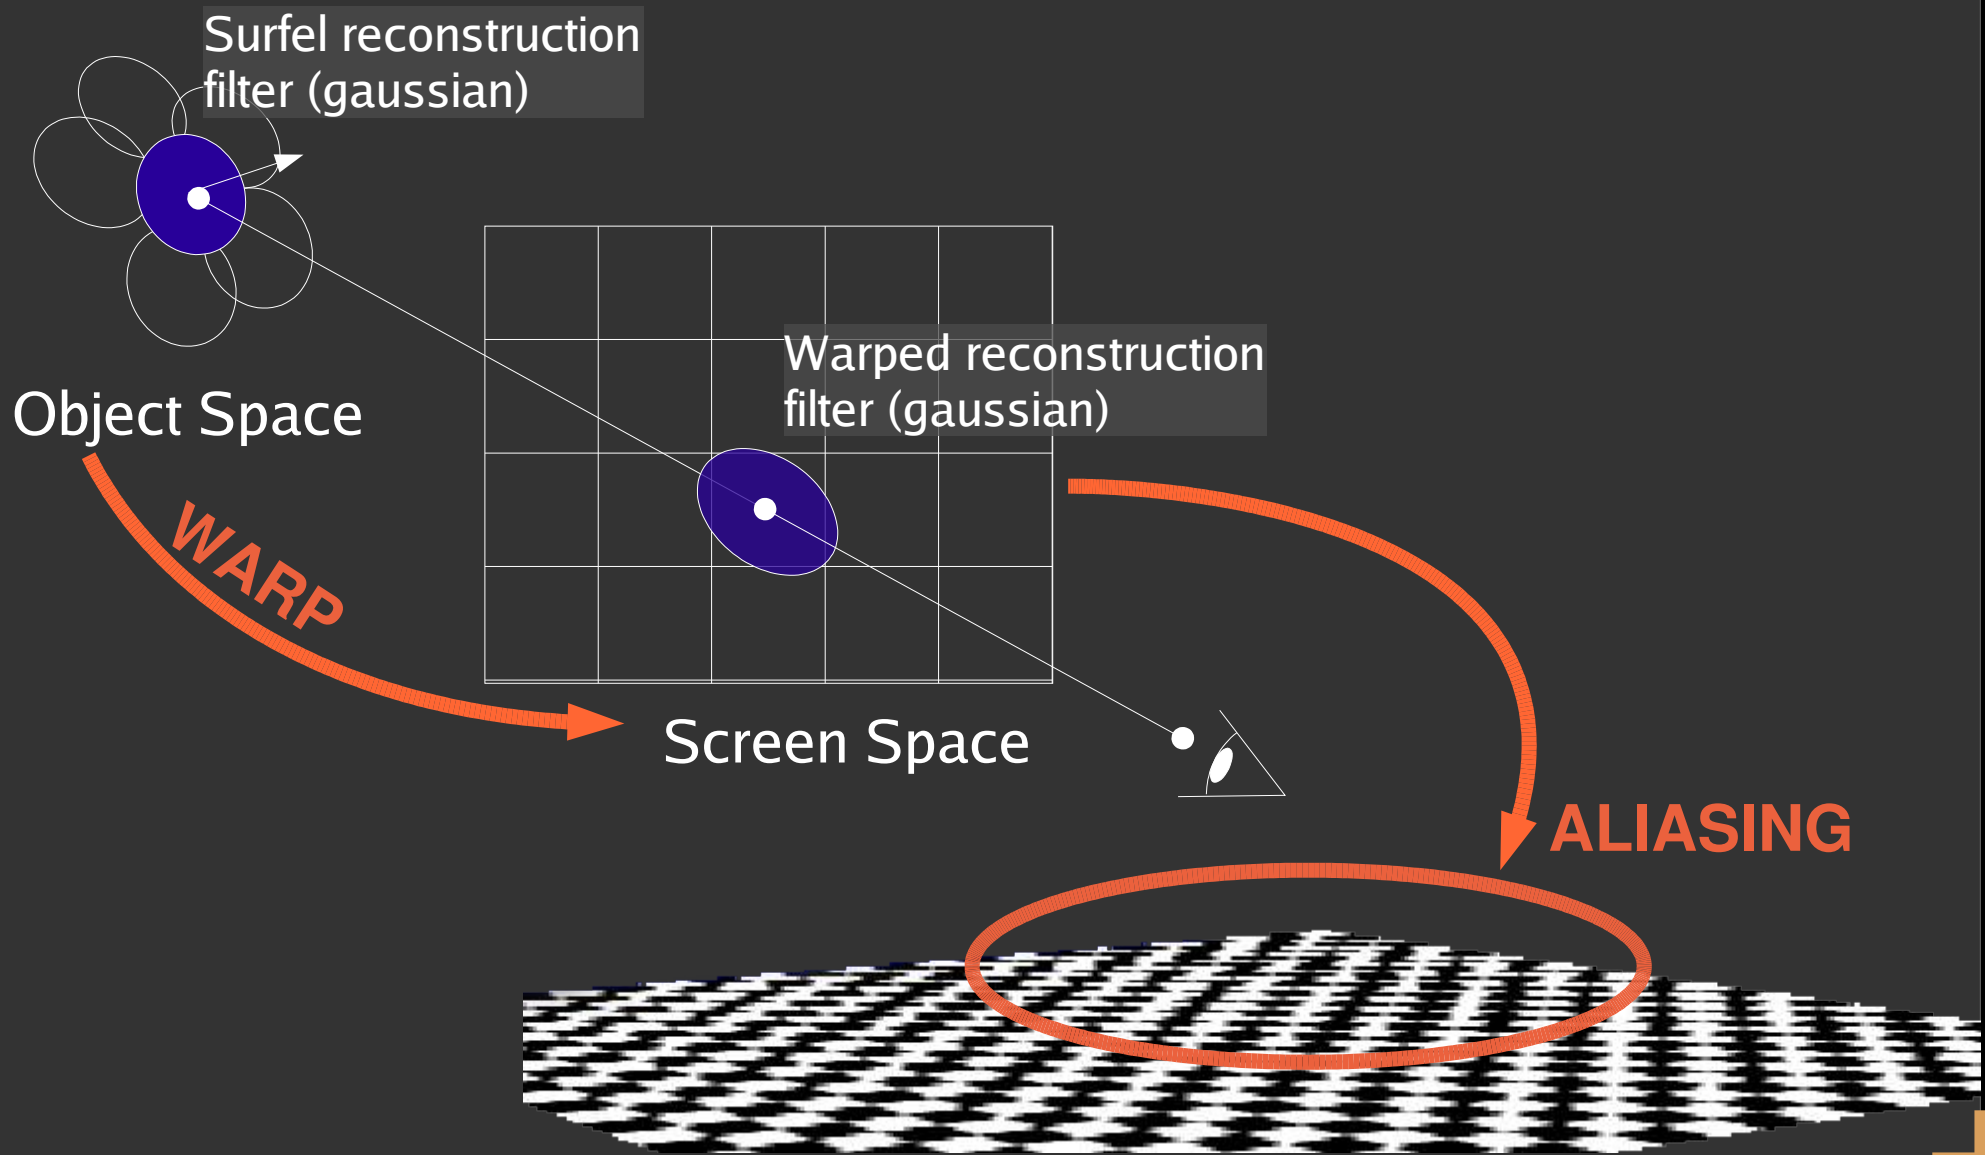 Surfel reconstruction
filter (gaussian)
Warped reconstruction
filter (gaussian)
Object Space
WARP
Screen Space
ALIASING